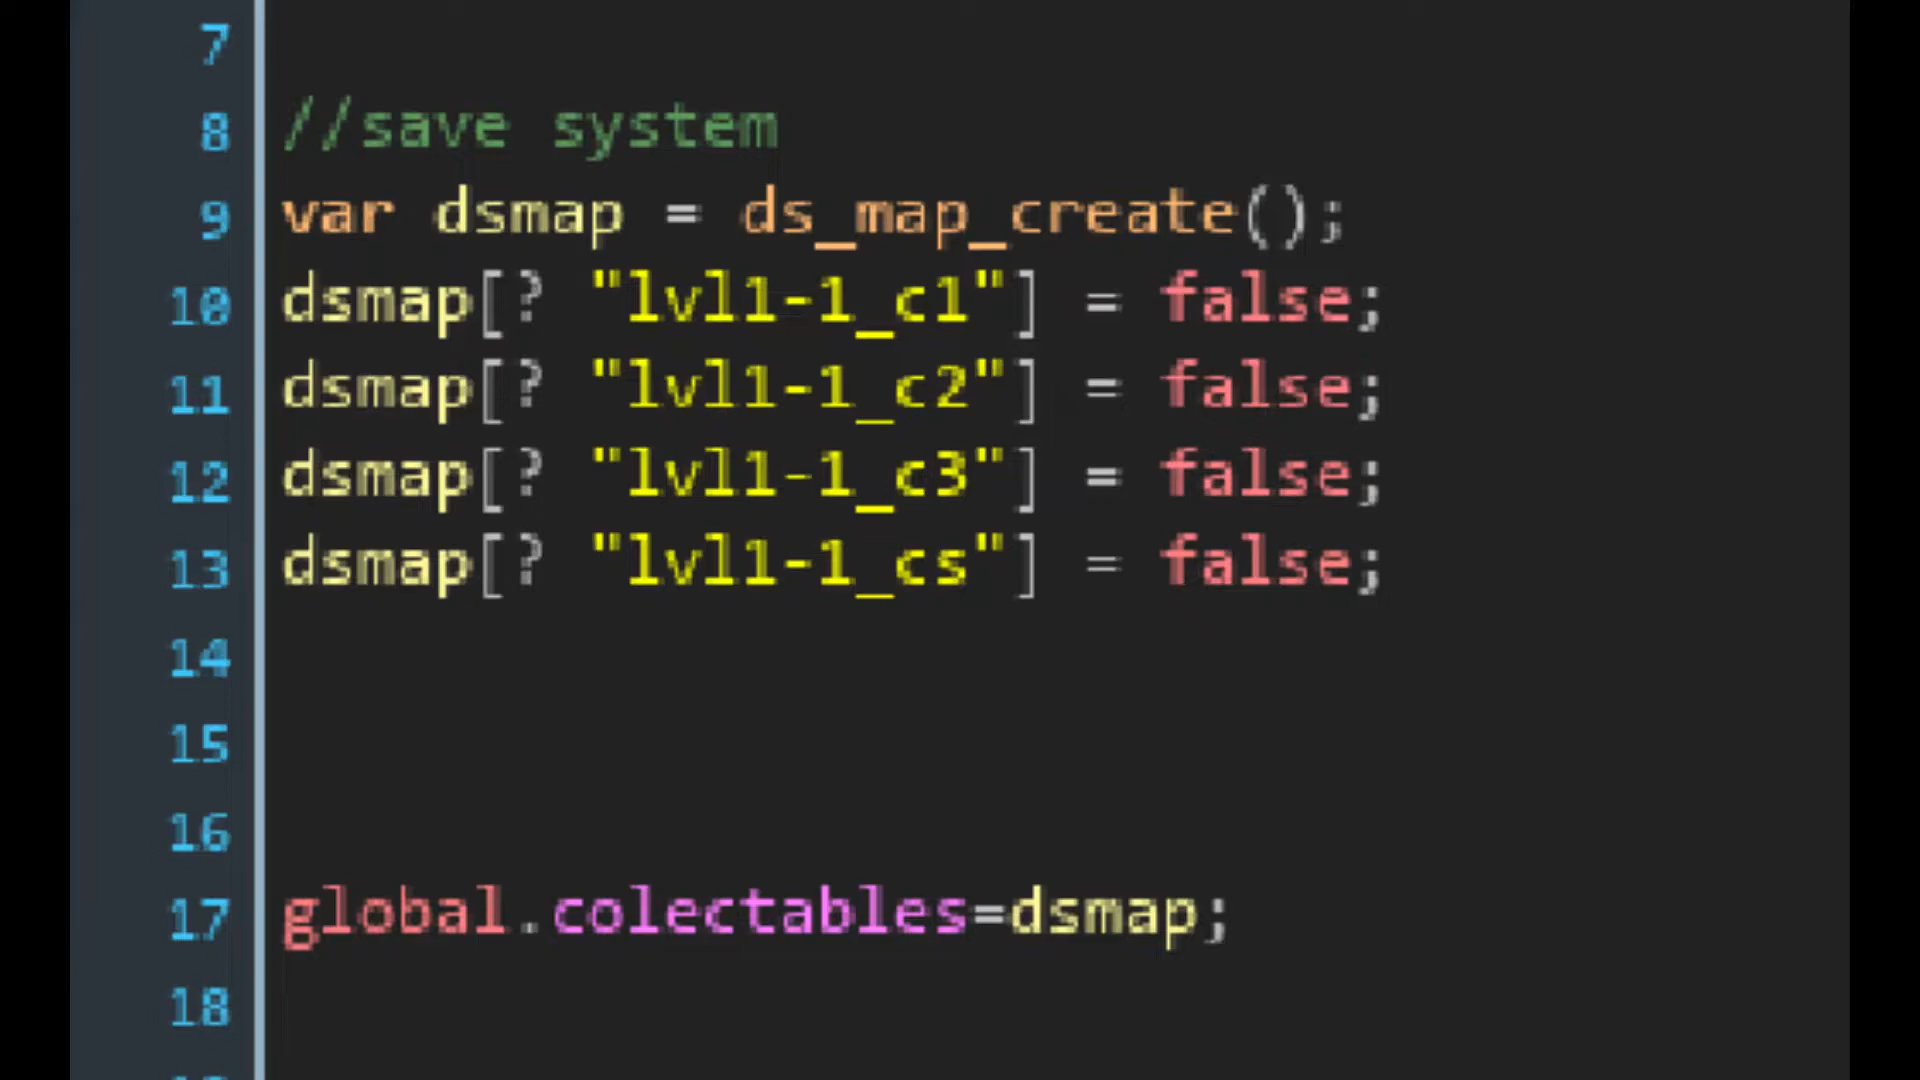 7
8 //save system
9 var dsmap = ds_map_create();
10 dsmap[? "lvl1-1_c1"] = false;
11 dsmap[? "lvl1-1_c2"] = false;
12 dsmap[? "lvl1-1_c3"] = false;
13 dsmap[? "lvl1-1_cs"] = false;
14
15
16
17 global.colectables=dsmap;
18